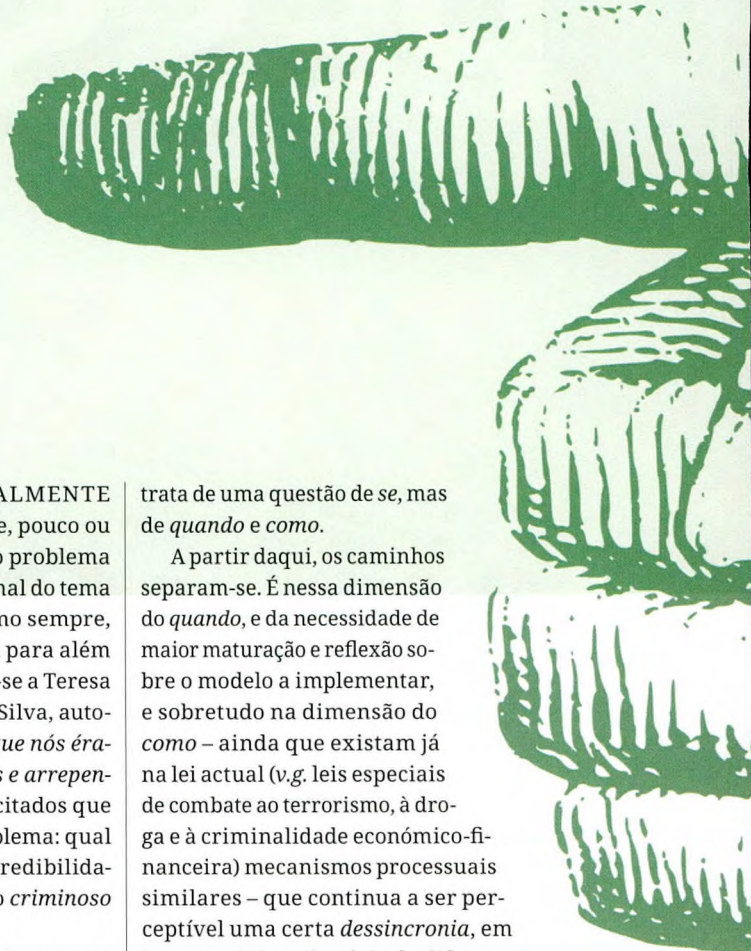 ALMENTE
e, pouco ou
o problema
nal do tema
no sempre,
para além
-se a Teresa
Silva, auto-
ue nós éra-
s e arrepen-
citados que
blema: qual
redibilida-
o criminoso
trata de uma questão de se, mas
de quando e como.
A partir daqui, os caminhos
separam-se. É nessa dimensão
do quando, e da necessidade de
maior maturação e reflexão so-
bre o modelo a implementar,
e sobretudo na dimensão do
como – ainda que existam já
na lei actual (v.g. leis especiais
de combate ao terrorismo, à dro-
ga e à criminalidade económico-fi-
nanceira) mecanismos processuais
similares – que continua a ser per-
ceptível uma certa dessincronia, em